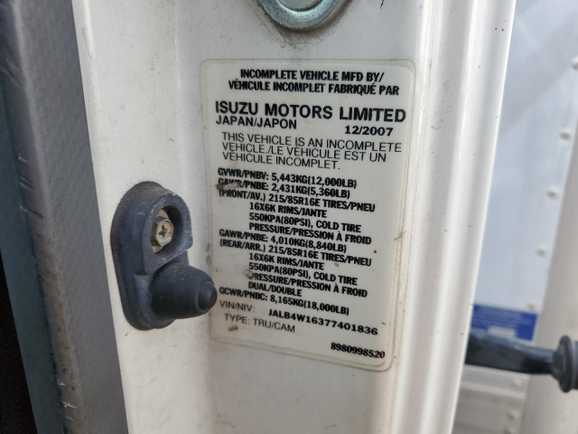 INCOMPLETE VEHICLE MFD BY/
VÉHICULE INCOMPLET FABRIQUÉ PAR
ISUZU MOTORS LIMITED
JAPAN/JAPON 12/2007
THIS VEHICLE IS AN INCOMPLETE
VEHICLE./LE VÉHICULE EST UN
VÉHICULE INCOMPLET.
GVWR/PNBV: 5,443KG(12,000LB)
GAWR/PNBE: 2,431KG(5,360LB)
(FRONT/AV.) 215/85R16E TIRES/PNEU
16X6K RIMS/JANTE
550KPA(80PSI), COLD TIRE
PRESSURE/PRESSION À FROID
GAWR/PNBE: 4,010KG(8,840LB)
(REAR/ARR.) 215/85R16E TIRES/PNEU
16X6K RIMS/JANTE
550KPA(80PSI), COLD TIRE
PRESSURE/PRESSION À FROID
DUAL/DOUBLE
GCWR/PNBC: 8,165KG(18,000LB)
VIN/NIV: JALB4W16377401836
TYPE: TRU/CAM
8980998520